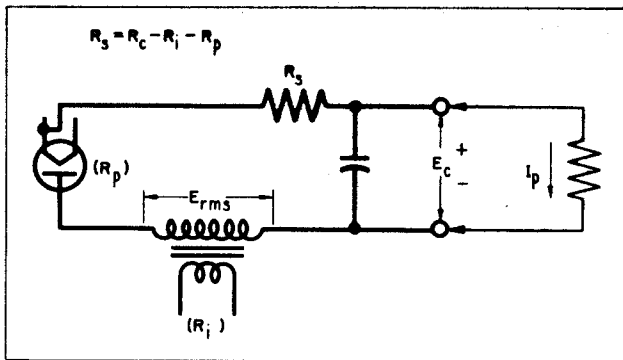 R_s = R_c - R_i - R_p
R_s
(R_p)
E_rms
E_c
+
-
I_p
(R_i)